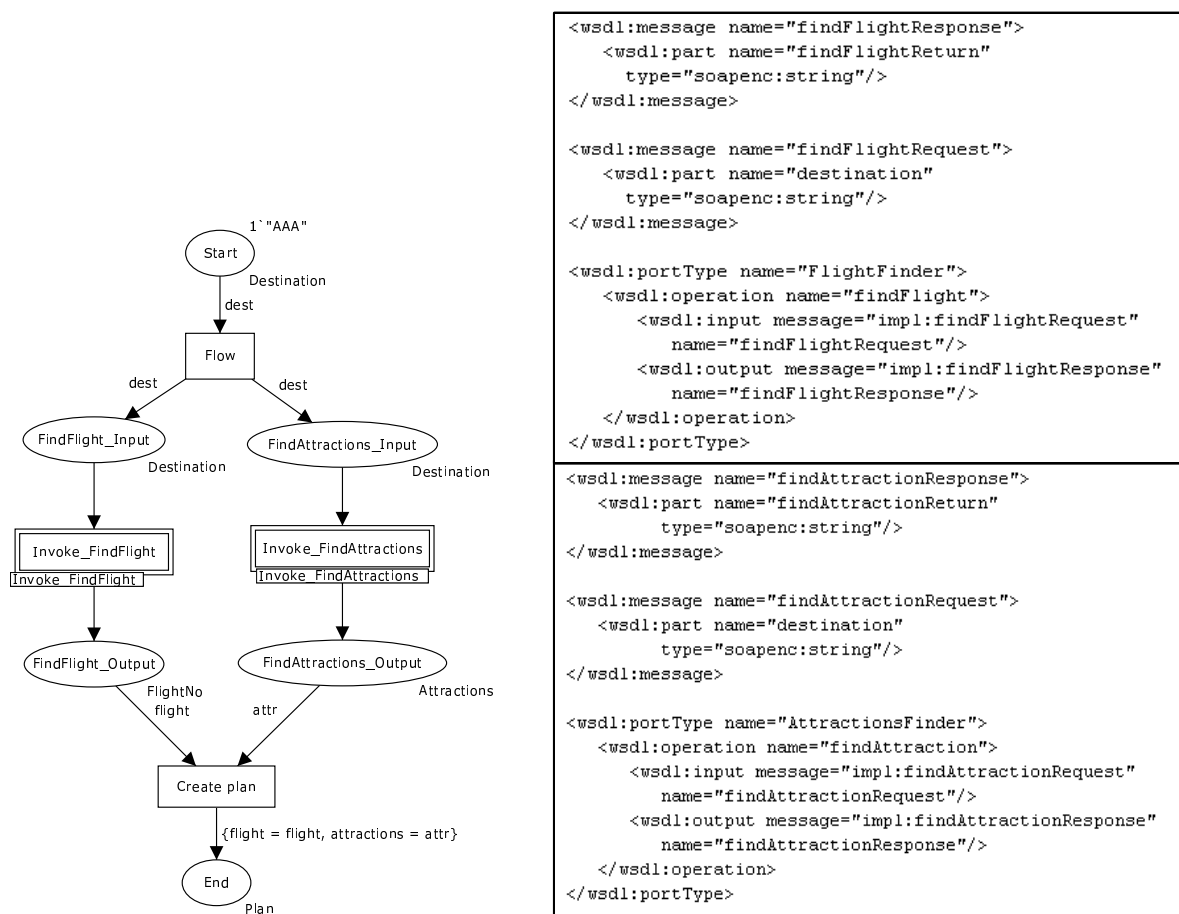 1`"AAA"
Start
Destination
dest
Flow
dest
dest
FindFlight_Input
FindAttractions_Input
Destination
Destination
Invoke_FindFlight
Invoke_FindAttractions
Invoke_FindFlight
Invoke_FindAttractions
FindFlight_Output
FindAttractions_Output
FlightNo
Attractions
flight
attr
Create plan
{flight = flight, attractions = attr}
End
Plan
<wsdl:message name="findFlightResponse">
<wsdl:part name="findFlightReturn"
type="soapenc:string"/>
</wsdl:message>
<wsdl:message name="findFlightRequest">
<wsdl:part name="destination"
type="soapenc:string"/>
</wsdl:message>
<wsdl:portType name="FlightFinder">
<wsdl:operation name="findFlight">
<wsdl:input message="impl:findFlightRequest"
name="findFlightRequest"/>
<wsdl:output message="impl:findFlightResponse"
name="findFlightResponse"/>
</wsdl:operation>
</wsdl:portType>
<wsdl:message name="findAttractionResponse">
<wsdl:part name="findAttractionReturn"
type="soapenc:string"/>
</wsdl:message>
<wsdl:message name="findAttractionRequest">
<wsdl:part name="destination"
type="soapenc:string"/>
</wsdl:message>
<wsdl:portType name="AttractionsFinder">
<wsdl:operation name="findAttraction">
<wsdl:input message="impl:findAttractionRequest"
name="findAttractionRequest"/>
<wsdl:output message="impl:findAttractionResponse"
name="findAttractionResponse"/>
</wsdl:operation>
</wsdl:portType>